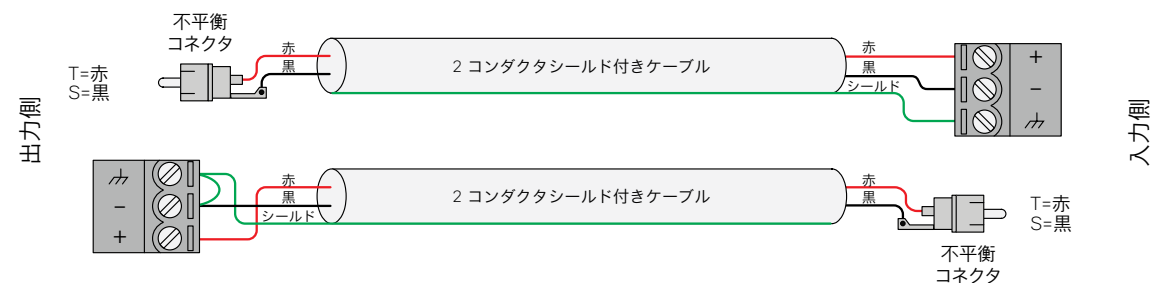 不平衡
コネクタ
T=赤
S=黒
赤
黒
2 コンダクタシールド付きケーブル
赤
黒
シールド
+
−
出力側
入力側
−
+
赤
黒
シールド
2 コンダクタシールド付きケーブル
赤
黒
T=赤
S=黒
不平衡
コネクタ